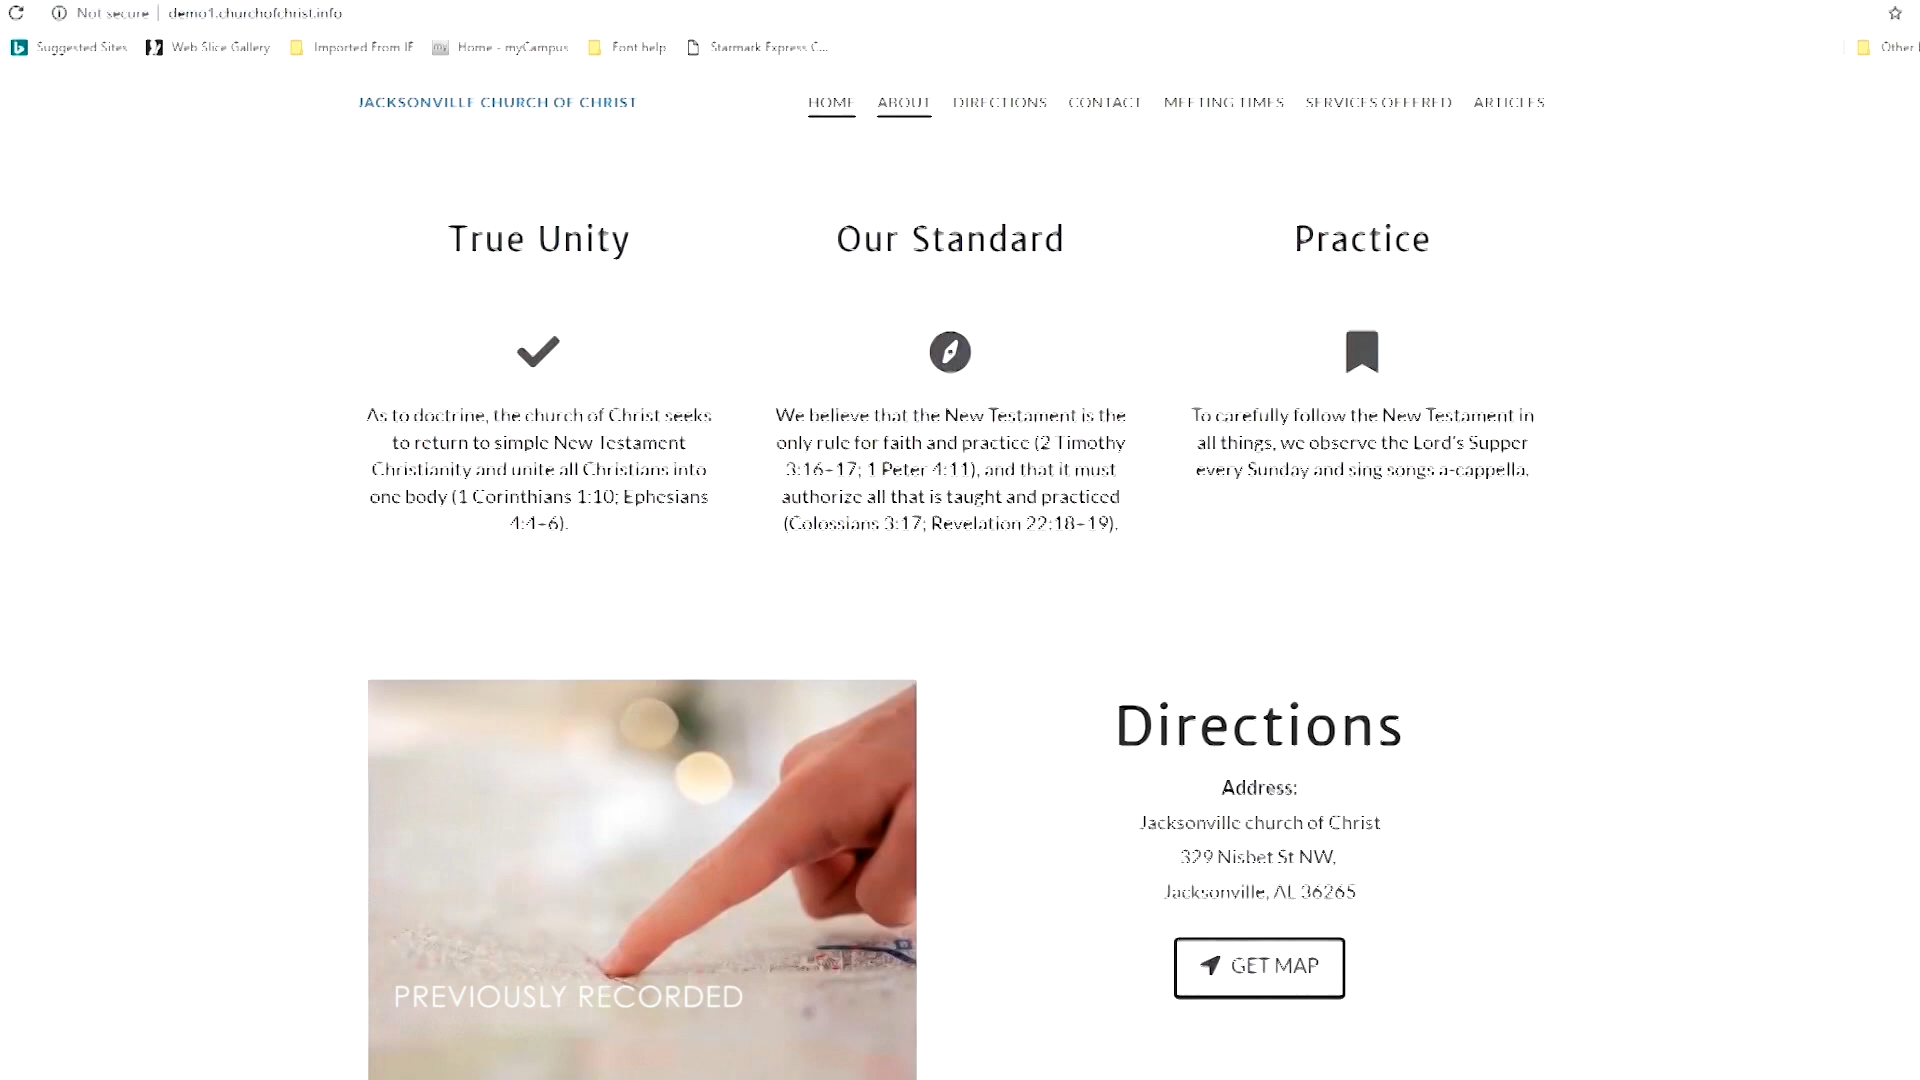 Not secure | demo1.churchofchrist.info
Suggested Sites Web Slice Gallery Imported From IE Home - myCampus Font help Starmark Express C... Other
JACKSONVILLE CHURCH OF CHRIST HOME ABOUT DIRECTIONS CONTACT MEETING TIMES SERVICES OFFERED ARTICLES
True Unity
As to doctrine, the church of Christ seeks
to return to simple New Testament
Christianity and unite all Christians into
one body (1 Corinthians 1:10; Ephesians
4:4-6).
Our Standard
We believe that the New Testament is the
only rule for faith and practice (2 Timothy
3:16-17; 1 Peter 4:11), and that it must
authorize all that is taught and practiced
(Colossians 3:17; Revelation 22:18-19).
Practice
To carefully follow the New Testament in
all things, we observe the Lord's Supper
every Sunday and sing songs a-cappella.
PREVIOUSLY RECORDED
Directions
Address:
Jacksonville church of Christ
329 Nisbet St NW,
Jacksonville, AL 36265
GET MAP